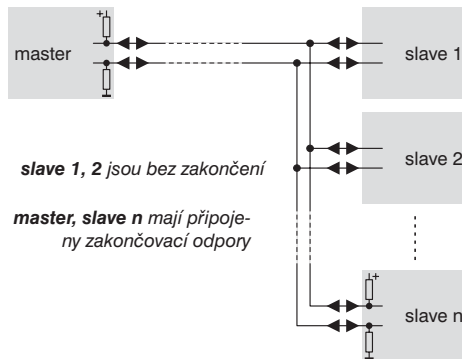 +
master
slave 1
slave 2
slave 1, 2 jsou bez zakončení
master, slave n mají připoje-
ny zakončovací odpory
+
slave n